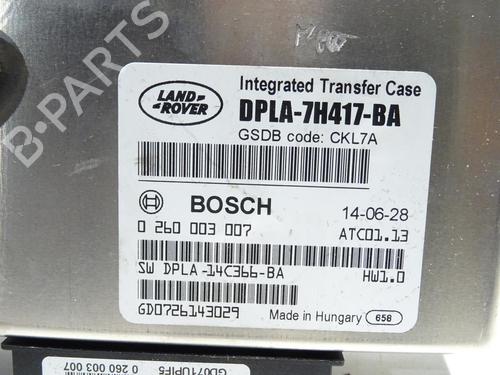 LAND-
ROVER
Integrated Transfer Case
DPLA-7H417-BA
GSDB code: CKL7A
BOSCH
14-06-28
0 260 003 007
ATC01.13
SW DPLA-14C366-BA
HW1.0
GD0726143029
Made in Hungary 658
GD071UPIF5
0 260 003 007